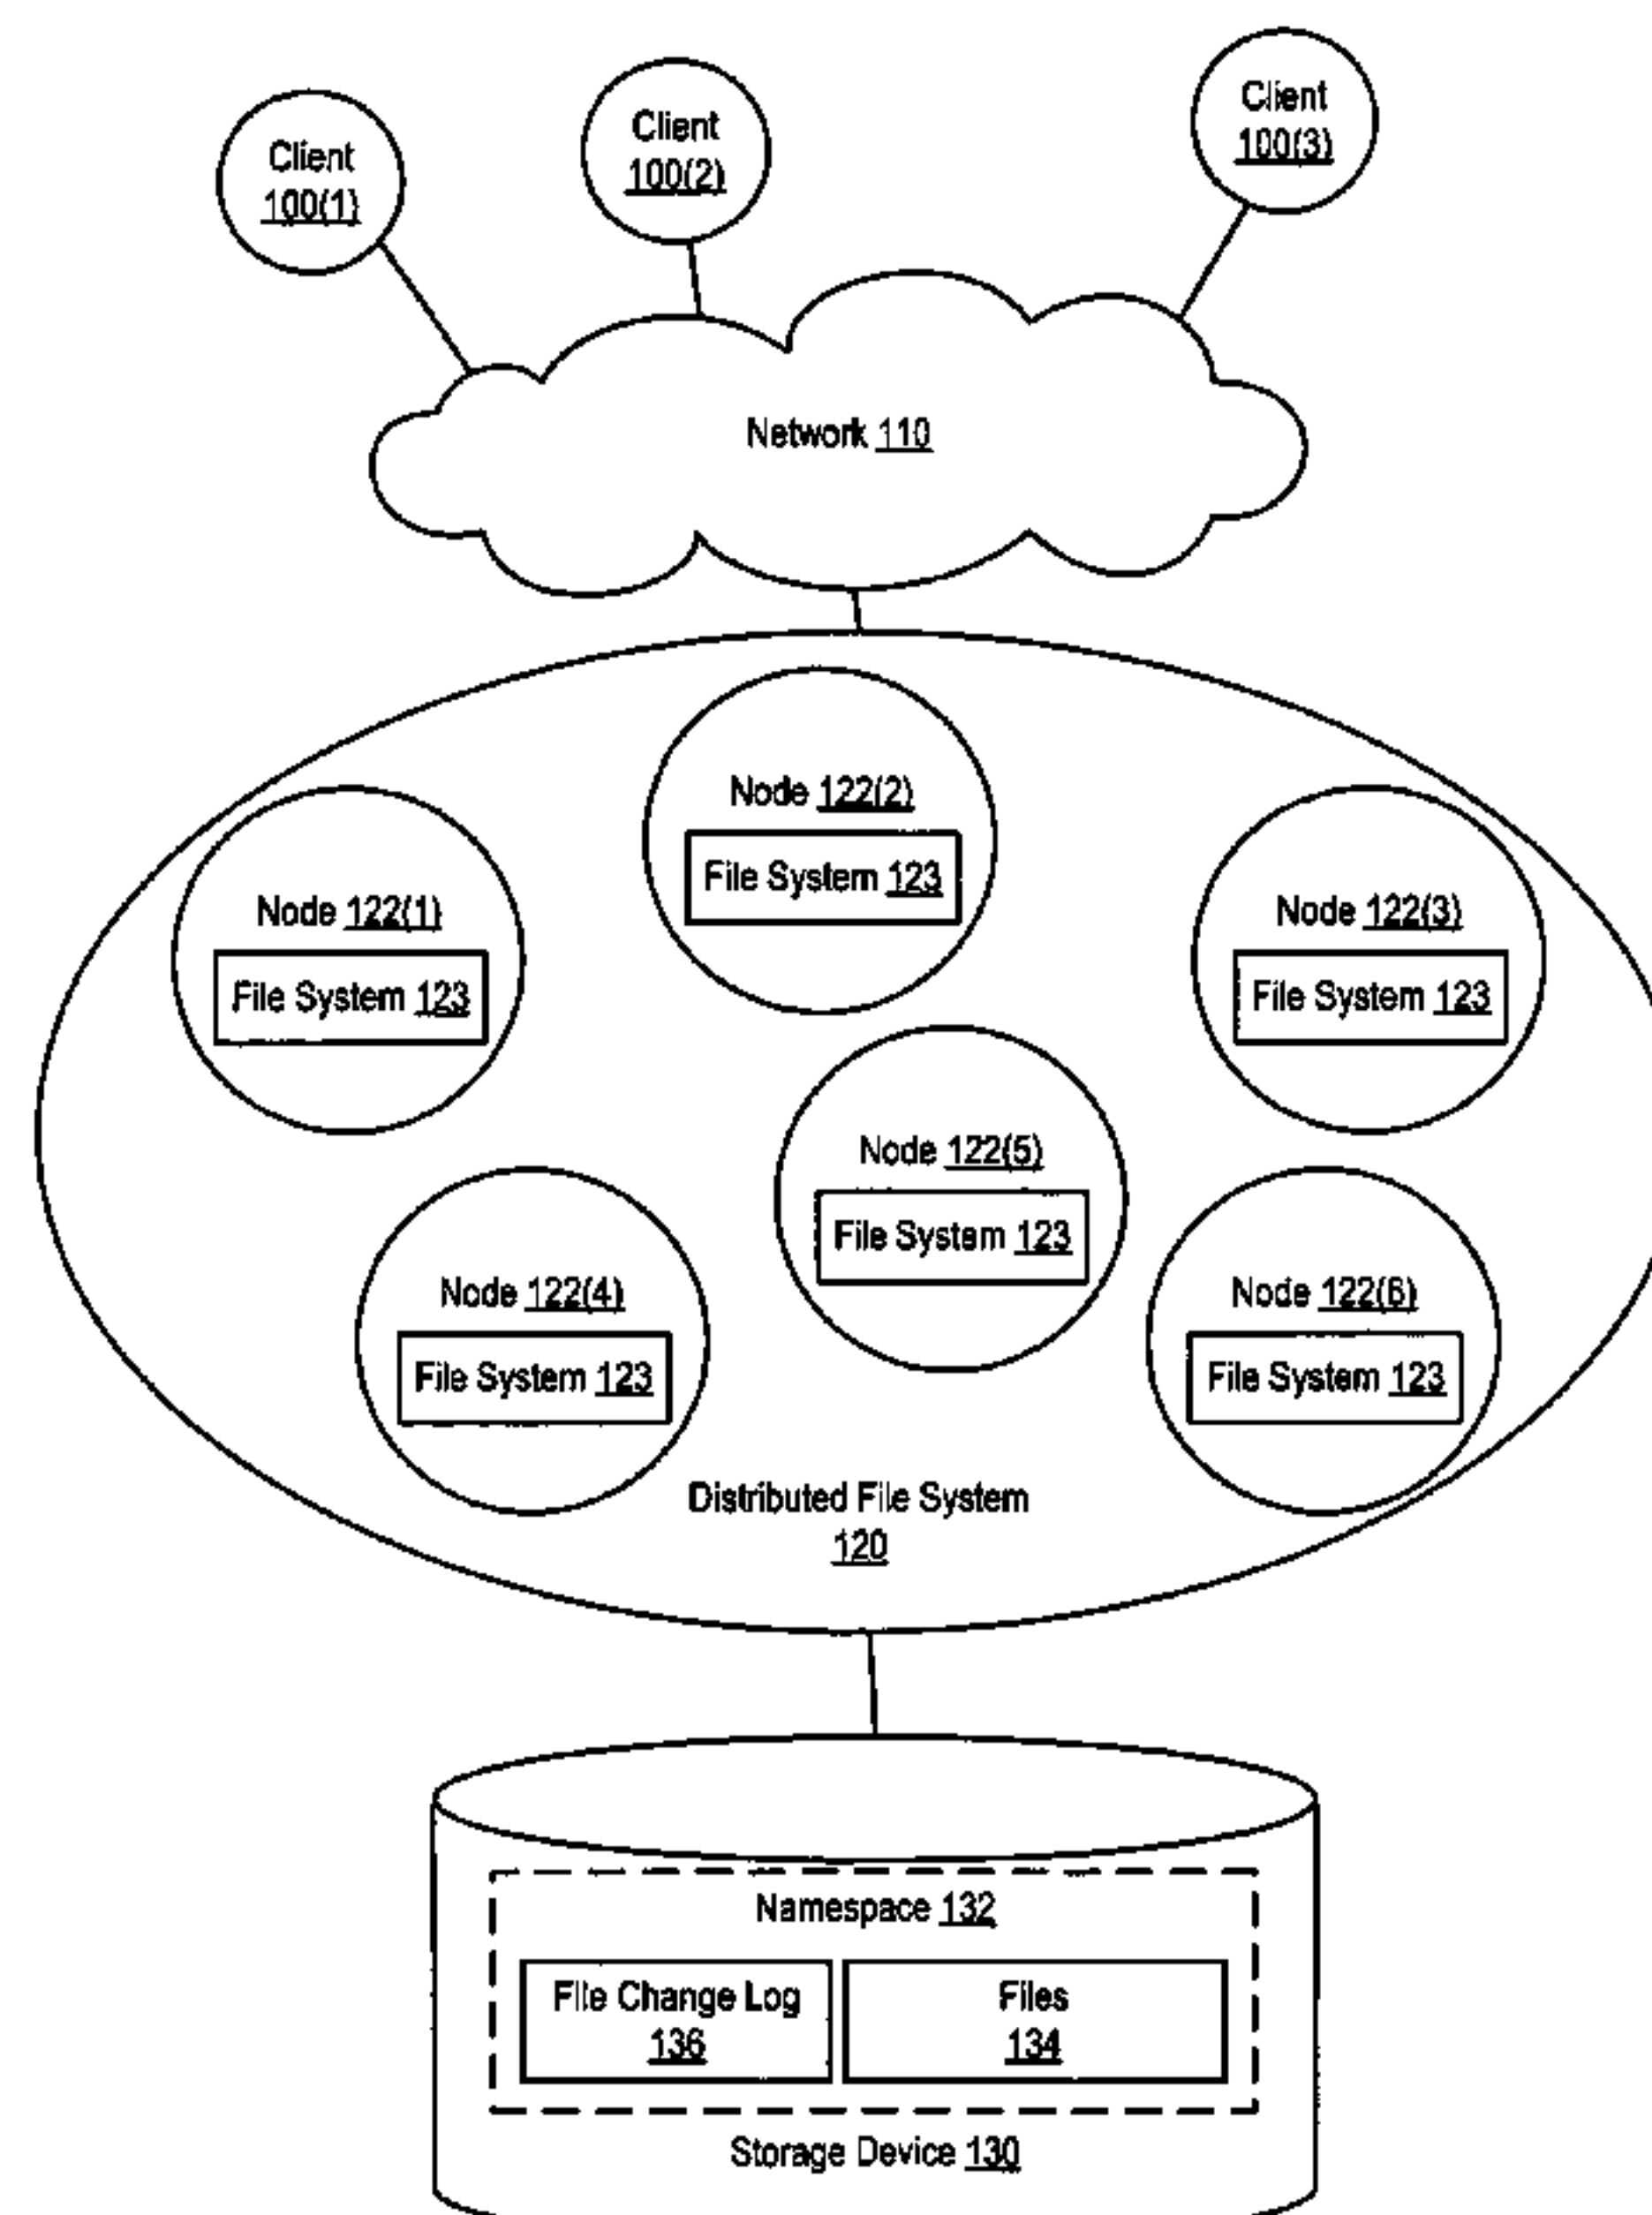 Client
100(1)
Client
100(2)
Client
100(3)
Network 110
Node 122(1)
File System 123
Node 122(2)
File System 123
Node 122(3)
File System 123
Node 122(4)
File System 123
Node 122(5)
File System 123
Node 122(6)
File System 123
Distributed File System
120
Namespace 132
File Change Log
136
Files
134
Storage Device 130